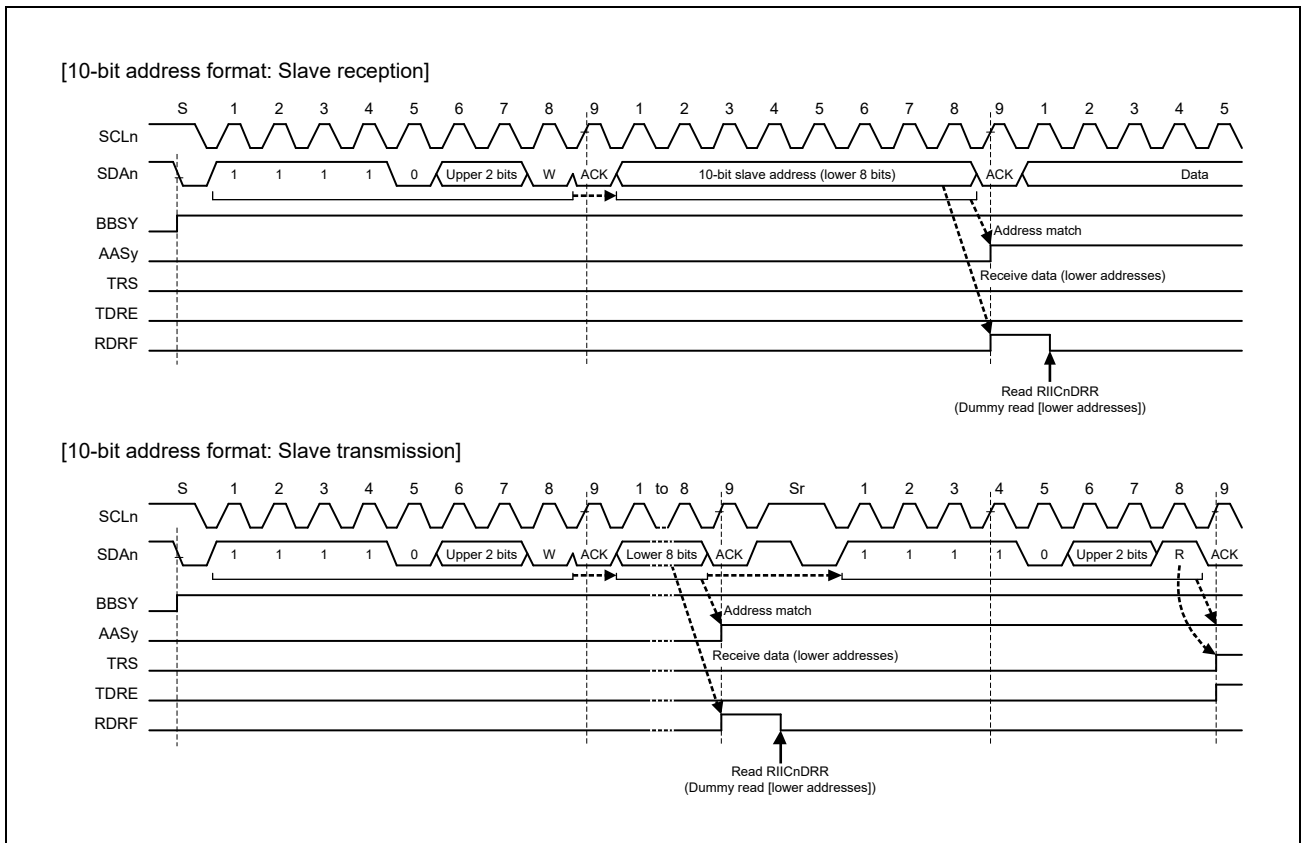 [10-bit address format: Slave reception]
S 1 2 3 4 5 6 7 8 9 1 2 3 4 5 6 7 8 9 1 2 3 4 5
SCLn
SDAn 1 1 1 1 0 Upper 2 bits W ACK 10-bit slave address (lower 8 bits) ACK Data
BBSY
Address match
AASy
Receive data (lower addresses)
TRS
TDRE
RDRF
Read RIICnDRR
(Dummy read [lower addresses])
[10-bit address format: Slave transmission]
S 1 2 3 4 5 6 7 8 9 1 to 8 9 Sr 1 2 3 4 5 6 7 8 9
SCLn
SDAn 1 1 1 1 0 Upper 2 bits W ACK Lower 8 bits ACK 1 1 1 1 0 Upper 2 bits R ACK
BBSY
Address match
AASy
Receive data (lower addresses)
TRS
TDRE
RDRF
Read RIICnDRR
(Dummy read [lower addresses])